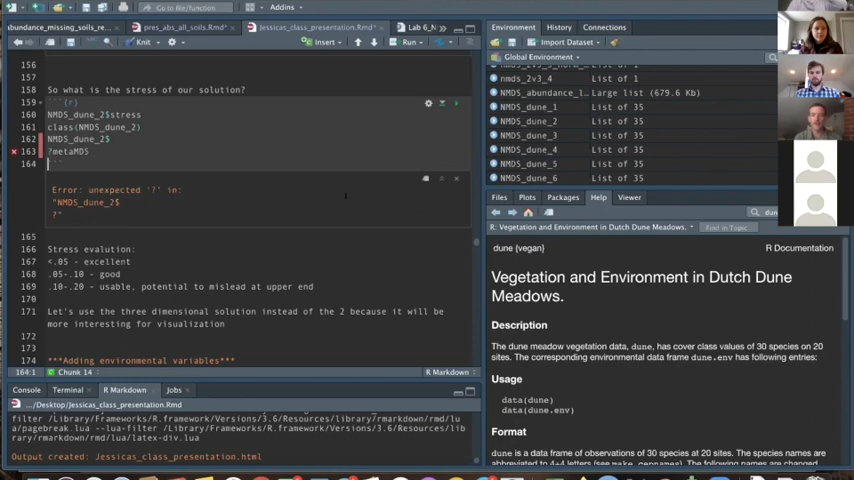 Go to file/function
Addins
abundance_missing_soils_re...
pres_abs_all_soils.Rmd*
Jessicas_class_presentation.Rmd*
Lab 6_N
Knit
Insert
Run
156
157
158 So what is the stress of our solution?
159 ```{r}
160 NMDS_dune_2$stress
161 class(NMDS_dune_2)
162 NMDS_dune_2$
163 ?metaMDS
164 ```
Error: unexpected '?' in:
"NMDS_dune_2$
?"
165
166 Stress evalution:
167 <.05 - excellent
168 .05-.10 - good
169 .10-.20 - usable, potential to mislead at upper end
170
171 Let's use the three dimensional solution instead of the 2 because it will be
more interesting for visualization
172
173
174 ***Adding environmental variables***
164:1
Chunk 14
R Markdown
Console
Terminal
R Markdown
Jobs
.../Desktop/Jessicas_class_presentation.Rmd
filter /Library/Frameworks/R.framework/Versions/3.6/Resources/library/rmarkdown/rmd/lu
a/pagebreak.lua --lua-filter /Library/Frameworks/R.framework/Versions/3.6/Resources/lib
rary/rmarkdown/rmd/lua/latex-div.lua
Output created: Jessicas_class_presentation.html
Environment
History
Connections
Import Dataset
Global Environment
nmds_2v3_4 List of 1
NMDS_abundance_l... Large list (679.6 Kb)
NMDS_dune_1 List of 35
NMDS_dune_2 List of 35
NMDS_dune_3 List of 35
NMDS_dune_4 List of 35
NMDS_dune_5 List of 35
NMDS_dune_6 List of 35
Files
Plots
Packages
Help
Viewer
dun
R: Vegetation and Environment in Dutch Dune Meadows.
Find in Topic
dune {vegan}
R Documentation
Vegetation and Environment in Dutch Dune
Meadows.
Description
The dune meadow vegetation data, dune, has cover class values of 30 species on 20
sites. The corresponding environmental data frame dune.env has following entries:
Usage
data(dune)
data(dune.env)
Format
dune is a data frame of observations of 30 species at 20 sites. The species names are
abbreviated to 4+4 letters (see make.cepnames). The following names are changed